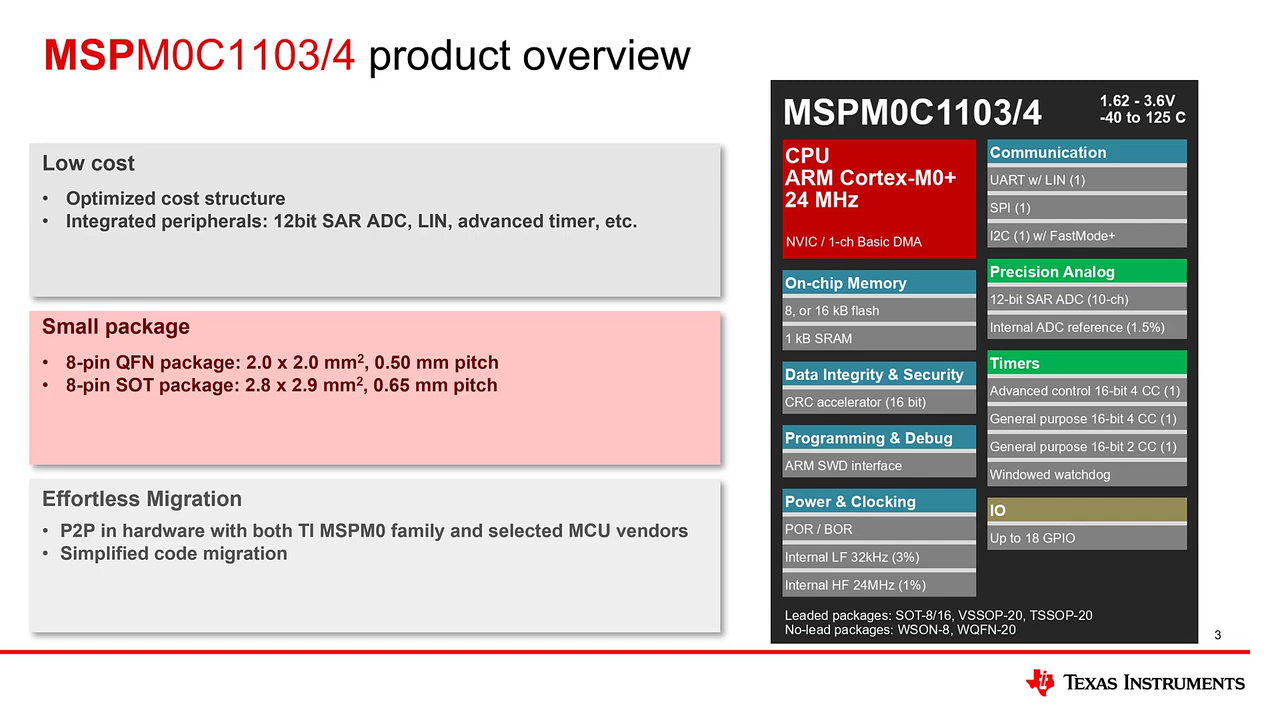 MSPM0C1103/4 product overview
Low cost
• Optimized cost structure
• Integrated peripherals: 12bit SAR ADC, LIN, advanced timer, etc.
Small package
• 8-pin QFN package: 2.0 x 2.0 mm², 0.50 mm pitch
• 8-pin SOT package: 2.8 x 2.9 mm², 0.65 mm pitch
Effortless Migration
• P2P in hardware with both TI MSPM0 family and selected MCU vendors
• Simplified code migration
MSPM0C1103/4
1.62 - 3.6V
-40 to 125 C
CPU
ARM Cortex-M0+
24 MHz
NVIC / 1-ch Basic DMA
On-chip Memory
8, or 16 kB flash
1 kB SRAM
Data Integrity & Security
CRC accelerator (16 bit)
Programming & Debug
ARM SWD interface
Power & Clocking
POR / BOR
Internal LF 32kHz (3%)
Internal HF 24MHz (1%)
Communication
UART w/ LIN (1)
SPI (1)
I2C (1) w/ FastMode+
Precision Analog
12-bit SAR ADC (10-ch)
Internal ADC reference (1.5%)
Timers
Advanced control 16-bit 4 CC (1)
General purpose 16-bit 4 CC (1)
General purpose 16-bit 2 CC (1)
Windowed watchdog
IO
Up to 18 GPIO
Leaded packages: SOT-8/16, VSSOP-20, TSSOP-20
No-lead packages: WSON-8, WQFN-20
3
TEXAS INSTRUMENTS